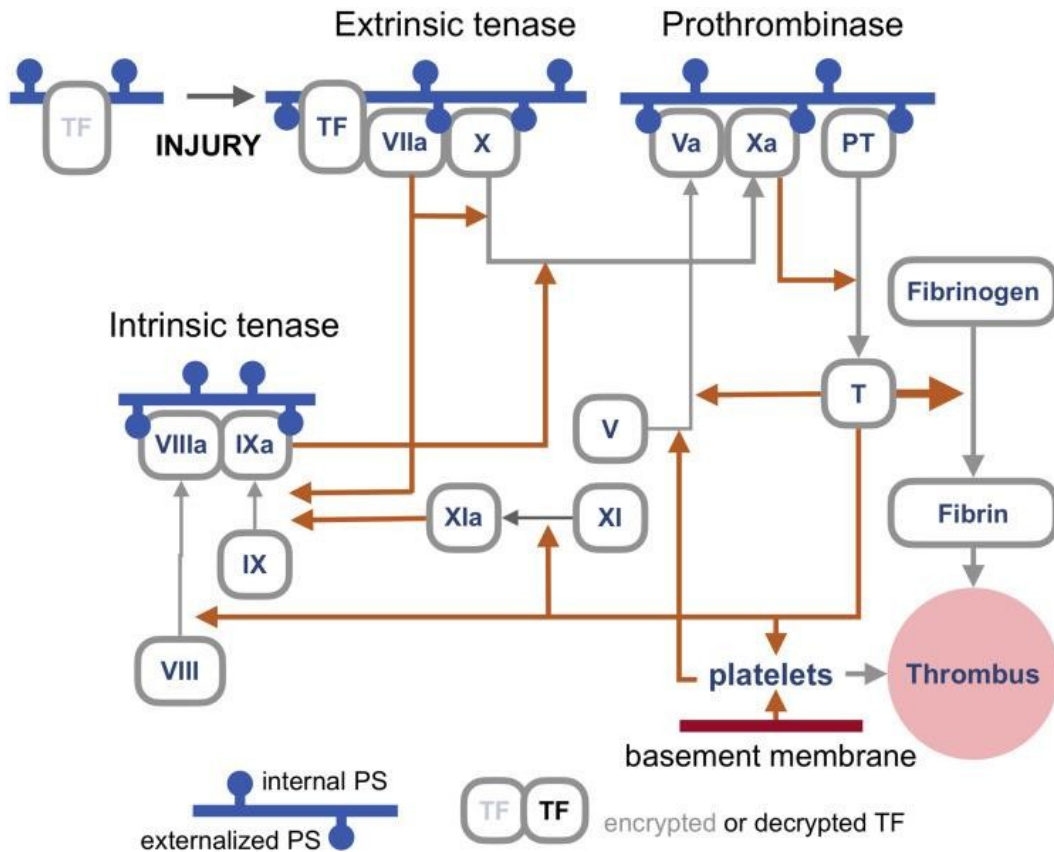 Extrinsic tenase
Prothrombinase
TF
INJURY
TF
VIIa
X
Va
Xa
PT
Fibrinogen
Intrinsic tenase
T
VIIIa
IXa
V
XIa
XI
Fibrin
IX
VIII
platelets
Thrombus
basement membrane
internal PS
externalized PS
TF
TF
encrypted or decrypted TF